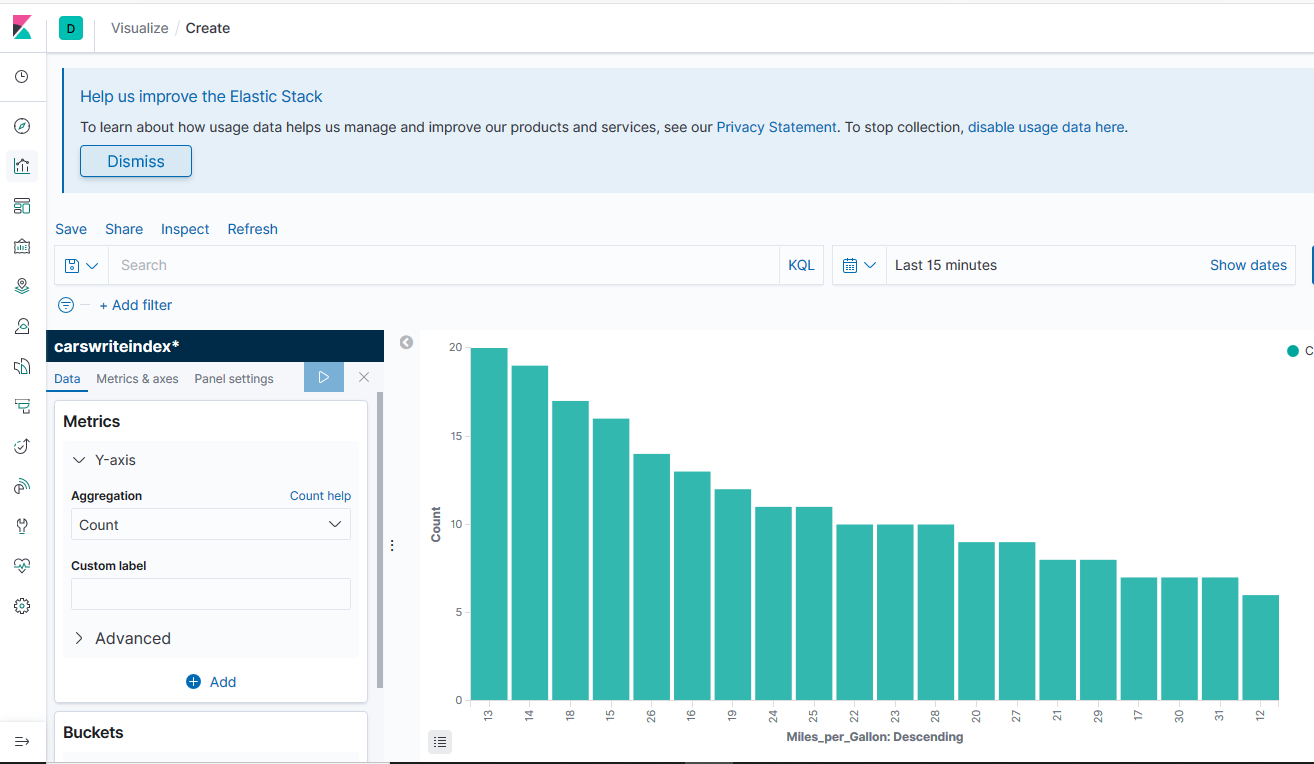 D Visualize / Create
Help us improve the Elastic Stack
To learn about how usage data helps us manage and improve our products and services, see our Privacy Statement. To stop collection, disable usage data here.
Dismiss
Save Share Inspect Refresh
Search KQL Last 15 minutes Show dates
+ Add filter
carswriteindex*
Data Metrics & axes Panel settings
Metrics
Y-axis
Aggregation Count help
Count
Custom label
Advanced
Add
Buckets
20
15
10
5
0
Count
13 14 18 15 26 16 19 24 25 22 23 28 20 27 21 29 17 30 31 12
Miles_per_Gallon: Descending
C